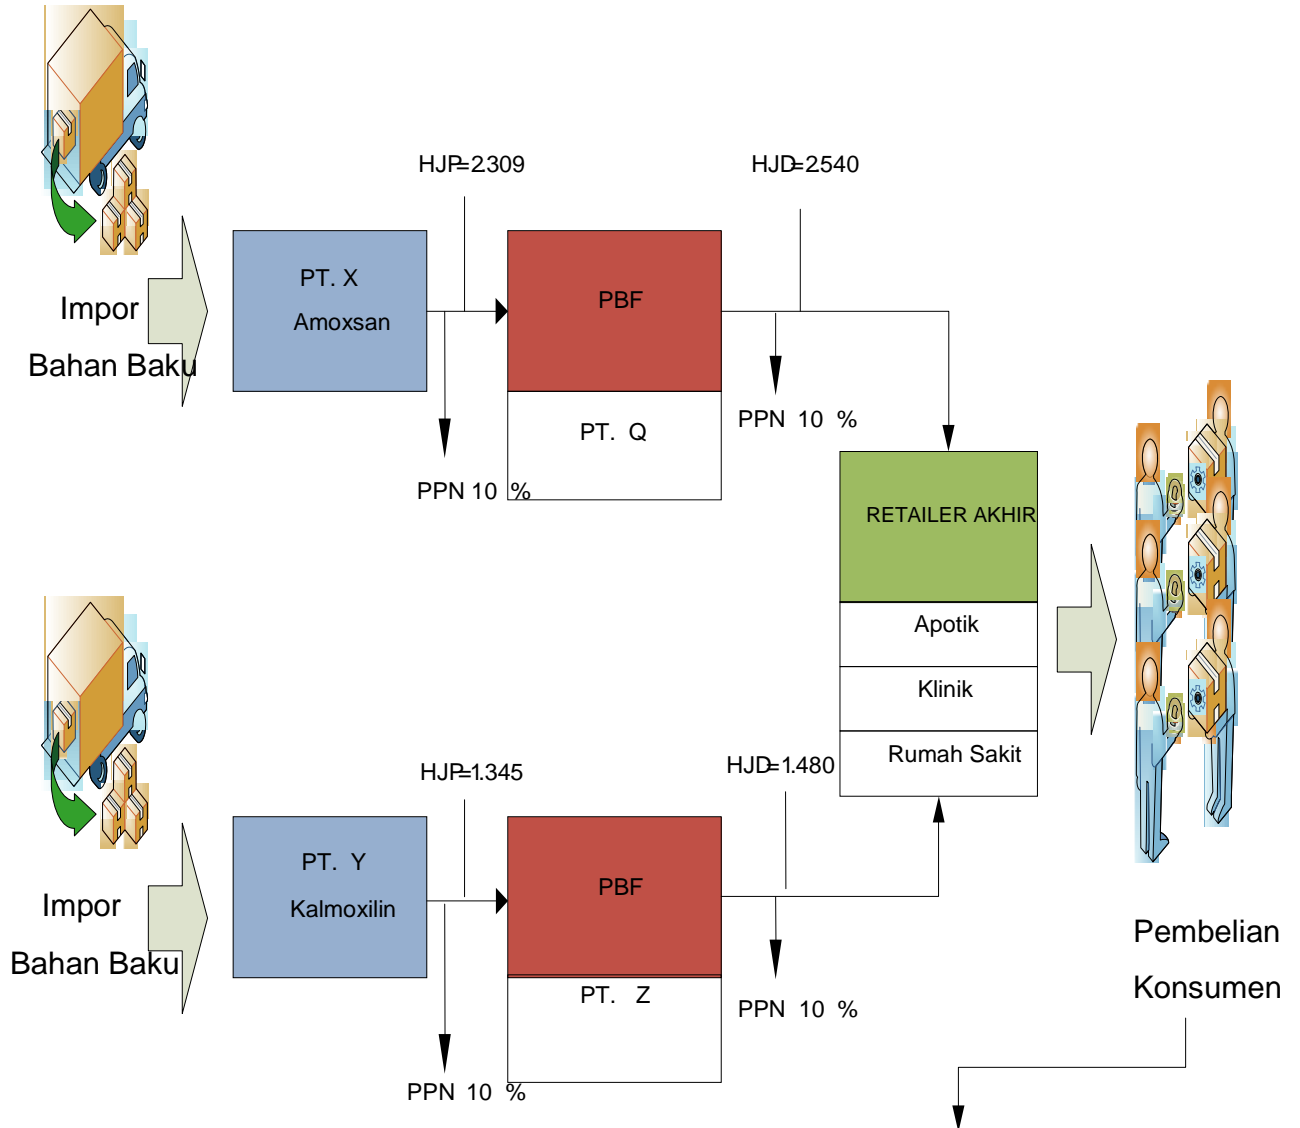 HJP=2.309
HJD=2540
PT. X
Amoxsan
PBF
Impor
Bahan Baku
PT. Q
PPN 10 %
PPN 10 %
RETAILER AKHIR
Apotik
Klinik
Rumah Sakit
HJP=1.345
HJD=1.480
PT. Y
Kalmoxilin
PBF
Impor
Bahan Baku
PT. Z
PPN 10 %
PPN 10 %
Pembelian
Konsumen